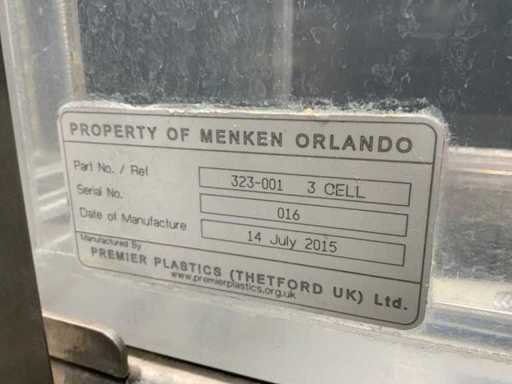 PROPERTY OF MENKEN ORLANDO
Part No. / Ref 323-001 3 CELL
Serial No. 016
Date of Manufacture 14 July 2015
Manufactured By
PREMIER PLASTICS (THETFORD UK) Ltd.
www.premierplastics.org.uk